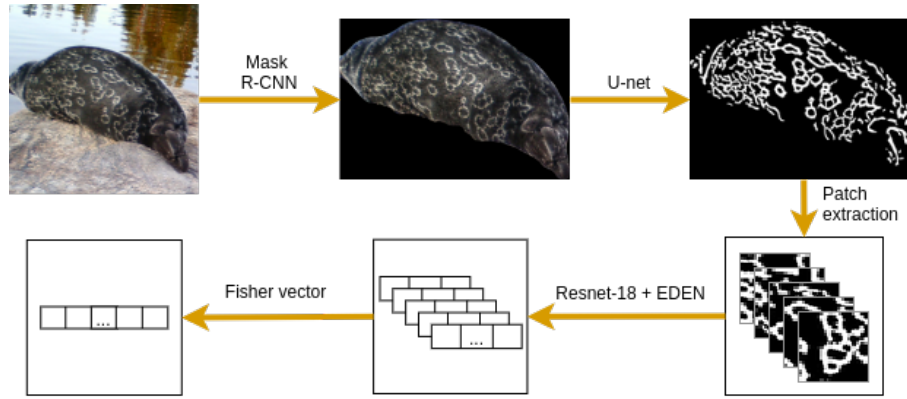 Mask
R-CNN
U-net
Patch
extraction
Resnet-18 + EDEN
...
Fisher vector
...